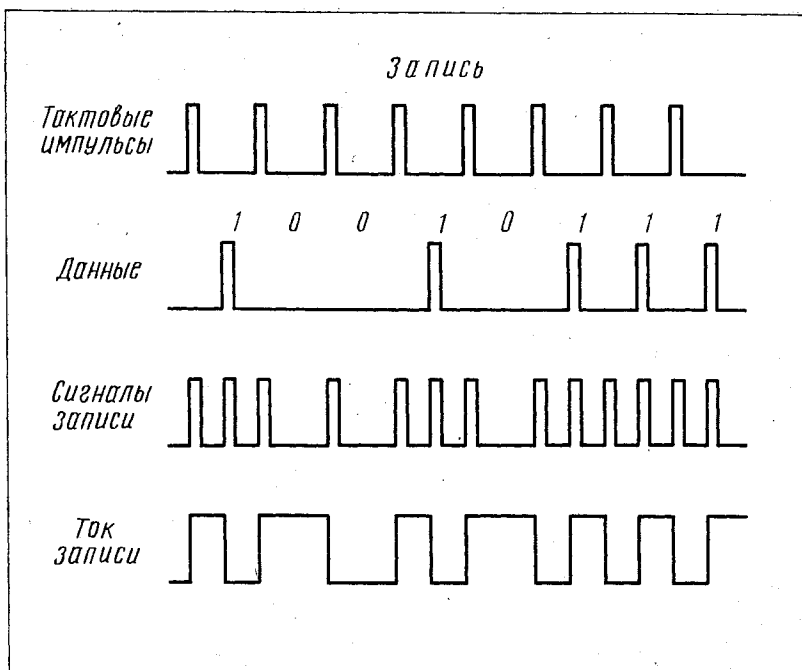 Запись
Тактовые
импульсы
1 0 0 1 0 1 1 1
Данные
Сигналы
записи
Ток
записи